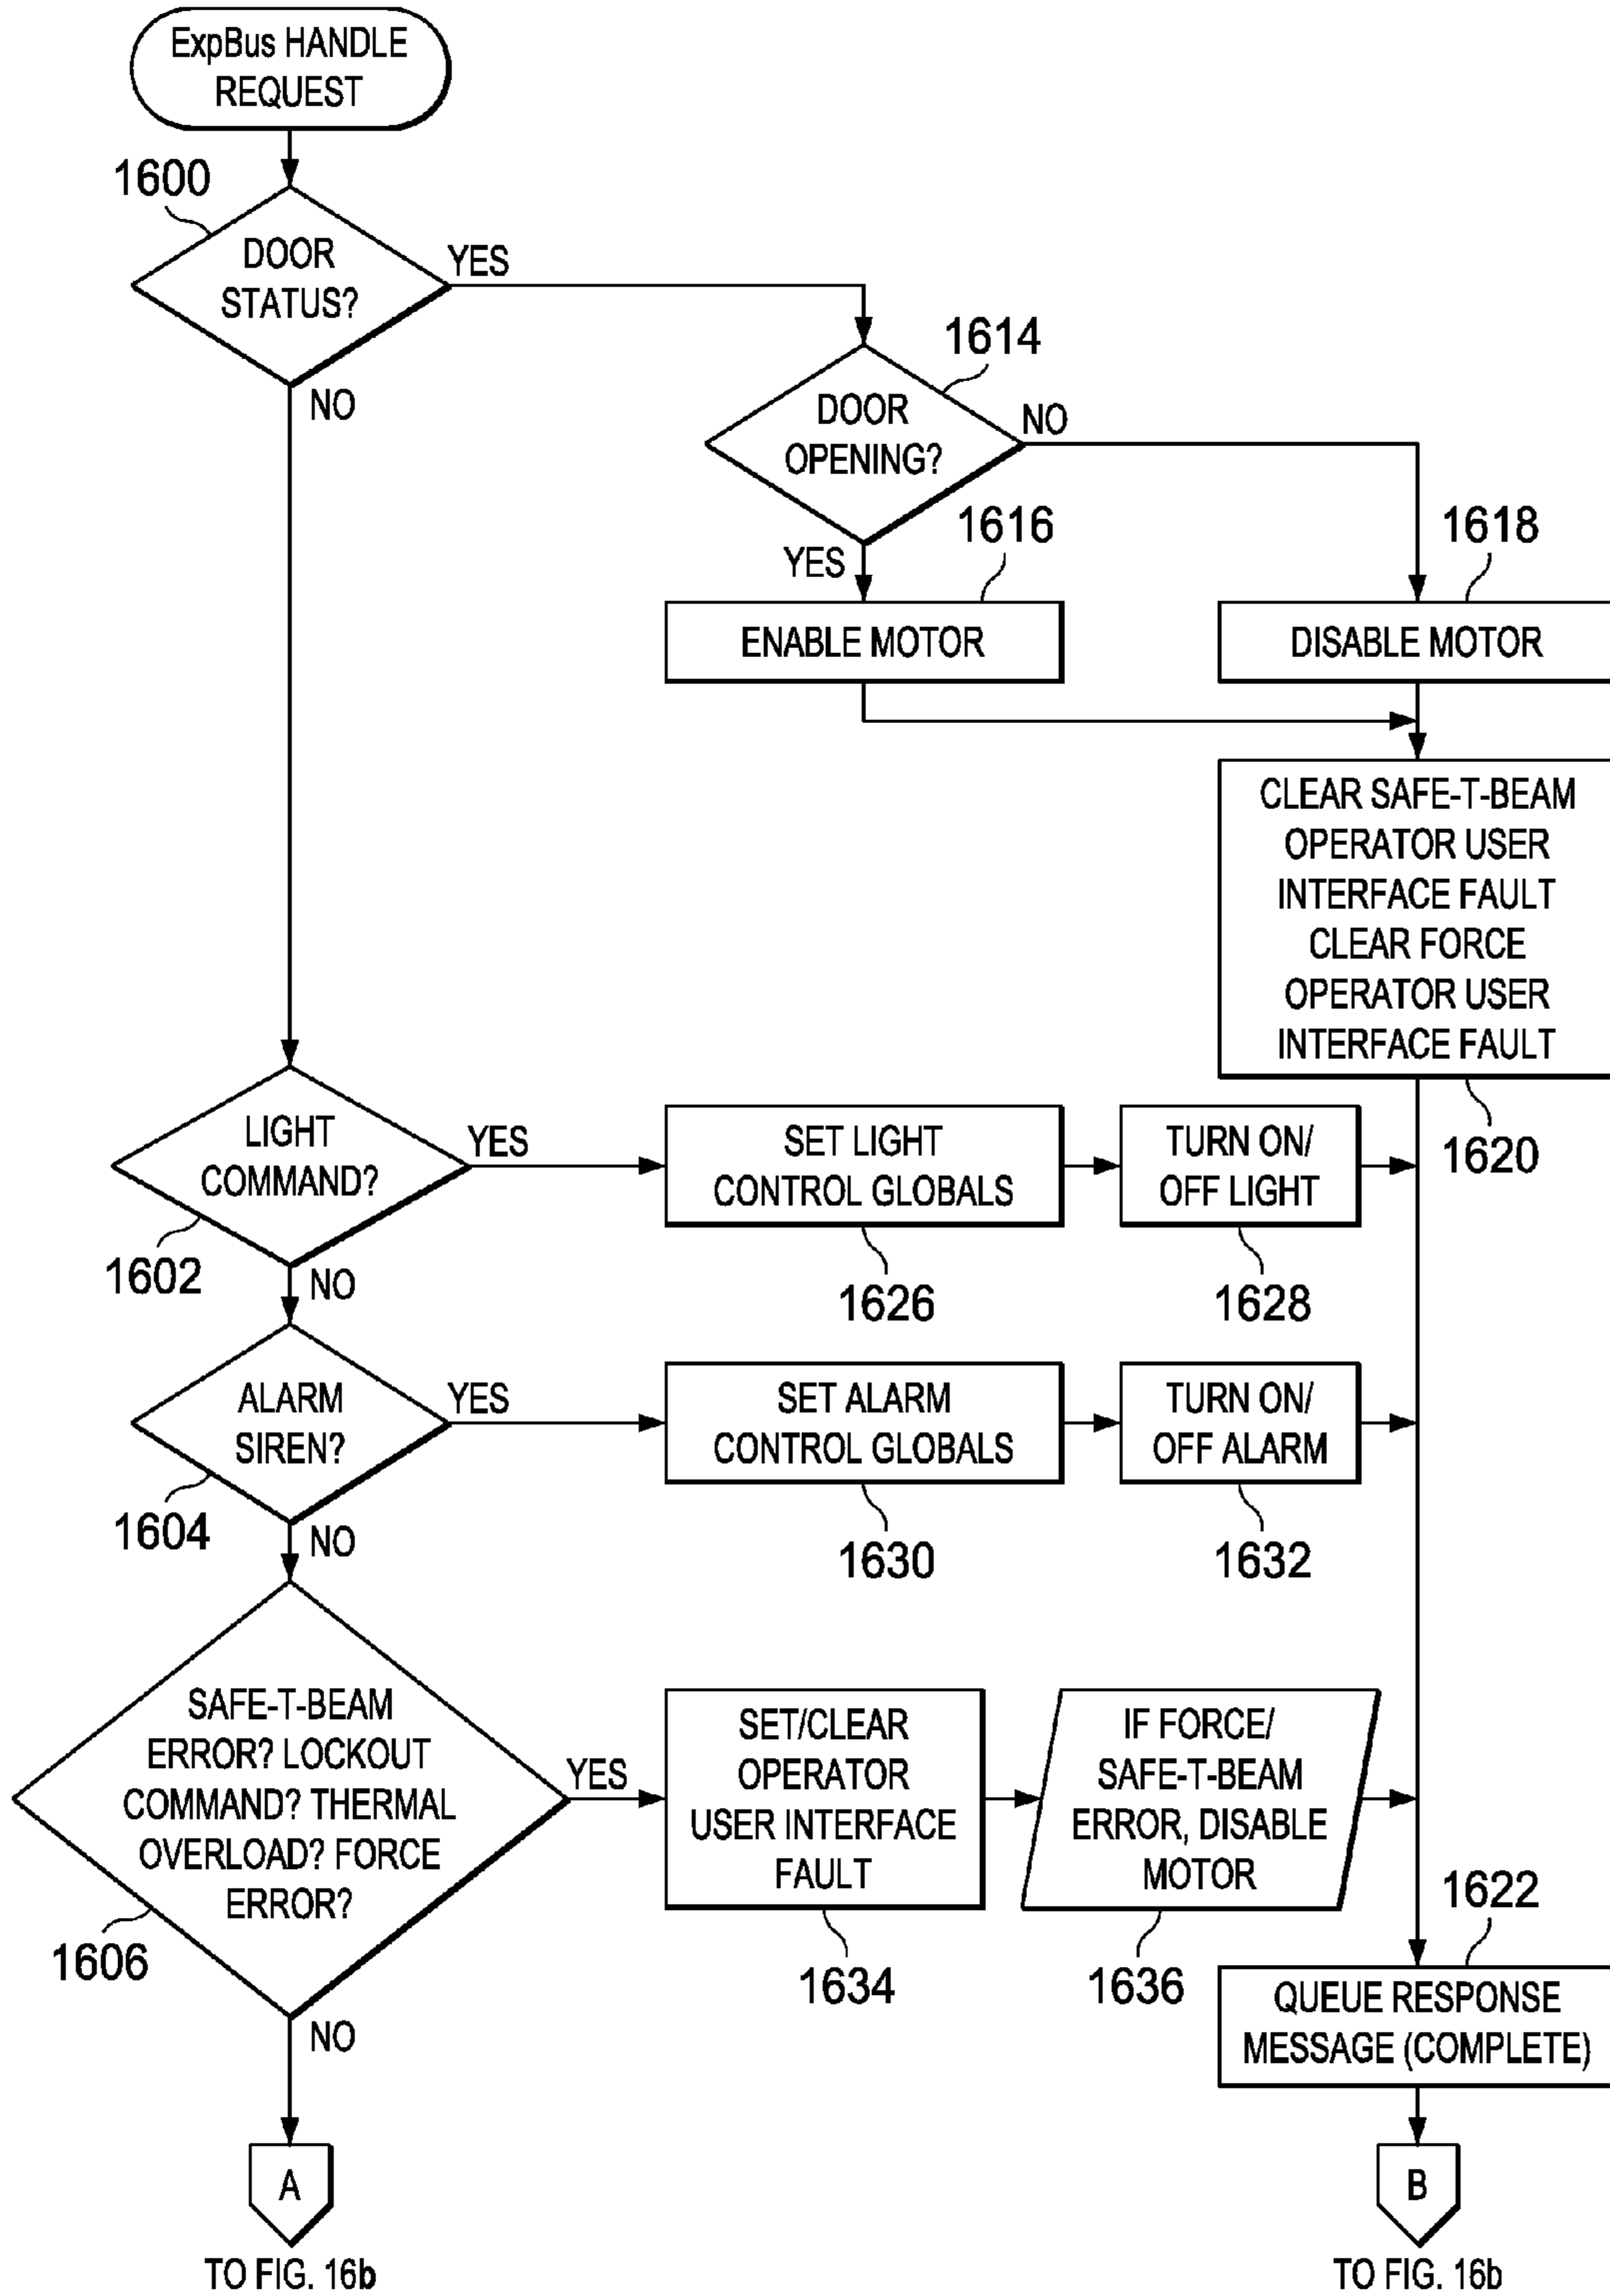 ExpBus HANDLE
REQUEST
1600
DOOR
STATUS?
YES
NO
1614
DOOR
OPENING?
NO
YES
1616
ENABLE MOTOR
1618
DISABLE MOTOR
CLEAR SAFE-T-BEAM
OPERATOR USER
INTERFACE FAULT
CLEAR FORCE
OPERATOR USER
INTERFACE FAULT
1620
LIGHT
COMMAND?
YES
1602
NO
SET LIGHT
CONTROL GLOBALS
1626
TURN ON/
OFF LIGHT
1628
ALARM
SIREN?
YES
1604
NO
SET ALARM
CONTROL GLOBALS
1630
TURN ON/
OFF ALARM
1632
SAFE-T-BEAM
ERROR? LOCKOUT
COMMAND? THERMAL
OVERLOAD? FORCE
ERROR?
YES
1606
NO
SET/CLEAR
OPERATOR
USER INTERFACE
FAULT
1634
IF FORCE/
SAFE-T-BEAM
ERROR, DISABLE
MOTOR
1636
1622
QUEUE RESPONSE
MESSAGE (COMPLETE)
A
TO FIG. 16b
B
TO FIG. 16b